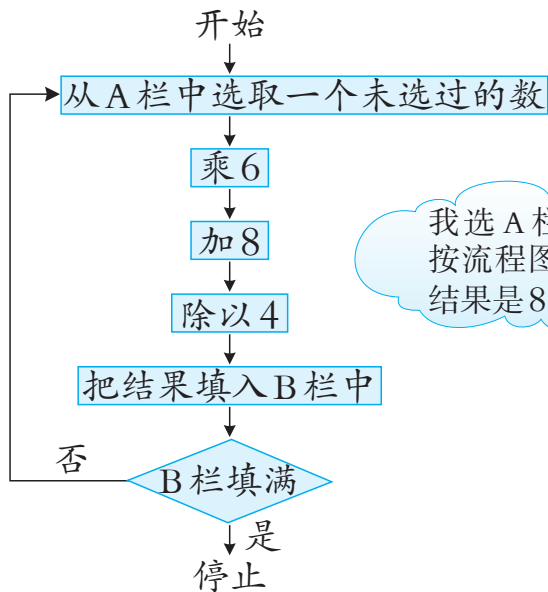 开始
从A栏中选取一个未选过的数
乘6
加8
我选A栏
按流程图
结果是8
除以4
把结果填入B栏中
否
B栏填满
是
停止